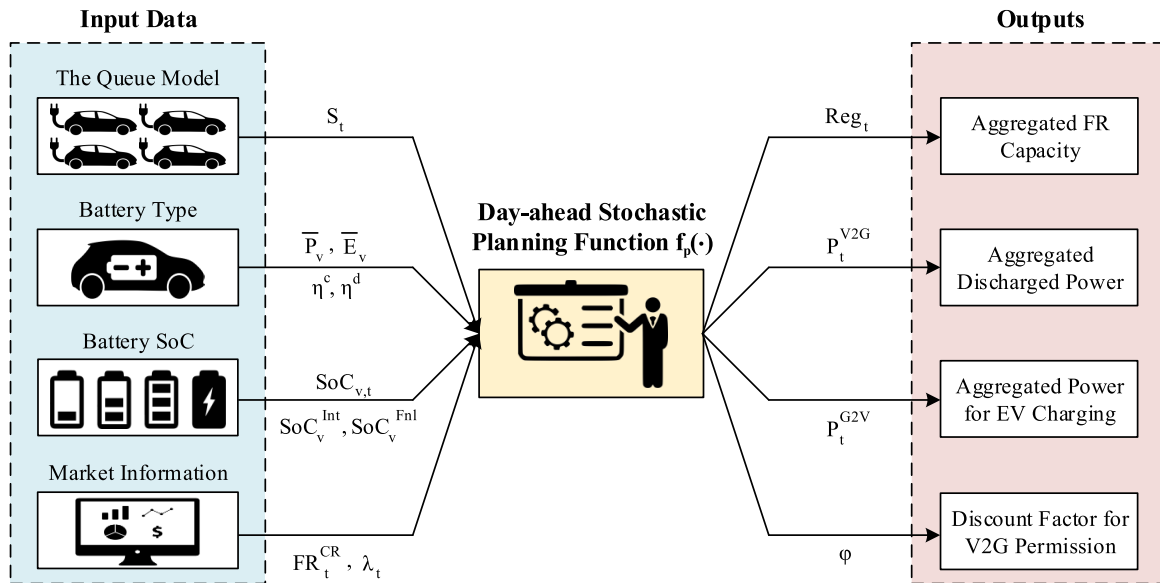 Input Data
The Queue Model
Battery Type
Battery SoC
Market Information
$
S_t
P̅_v , E̅_v
η^c, η^d
SoC_v,t
SoC_v^Int, SoC_v^Fnl
FR_t^CR , λ_t
Day-ahead Stochastic
Planning Function f_p(·)
Reg_t
P_t^V2G
P_t^G2V
φ
Outputs
Aggregated FR
Capacity
Aggregated
Discharged Power
Aggregated Power
for EV Charging
Discount Factor for
V2G Permission